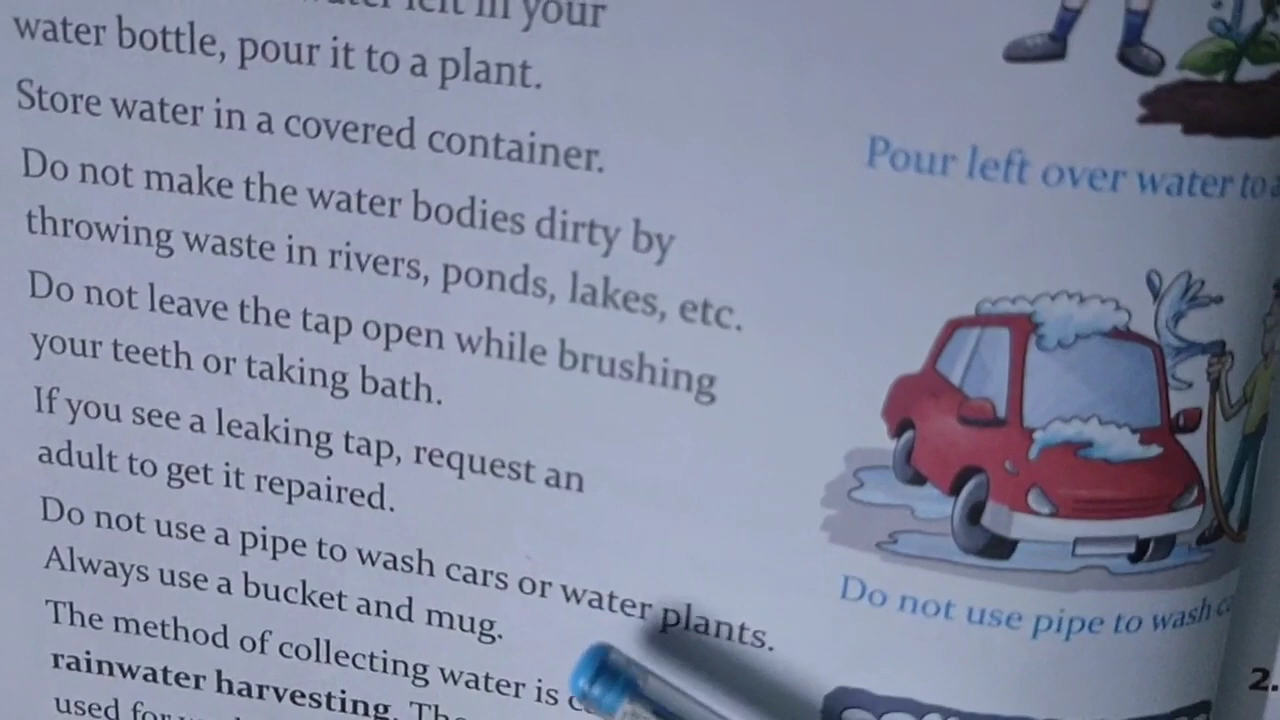 left in your
water bottle, pour it to a plant.
Store water in a covered container.
Do not make the water bodies dirty by
throwing waste in rivers, ponds, lakes, etc.
Do not leave the tap open while brushing
your teeth or taking bath.
If you see a leaking tap, request an
adult to get it repaired.
Do not use a pipe to wash cars or water plants.
Always use a bucket and mug.
The method of collecting water is
rainwater harvesting.
used for
Pour left over water to
Do not use pipe to wash
2.